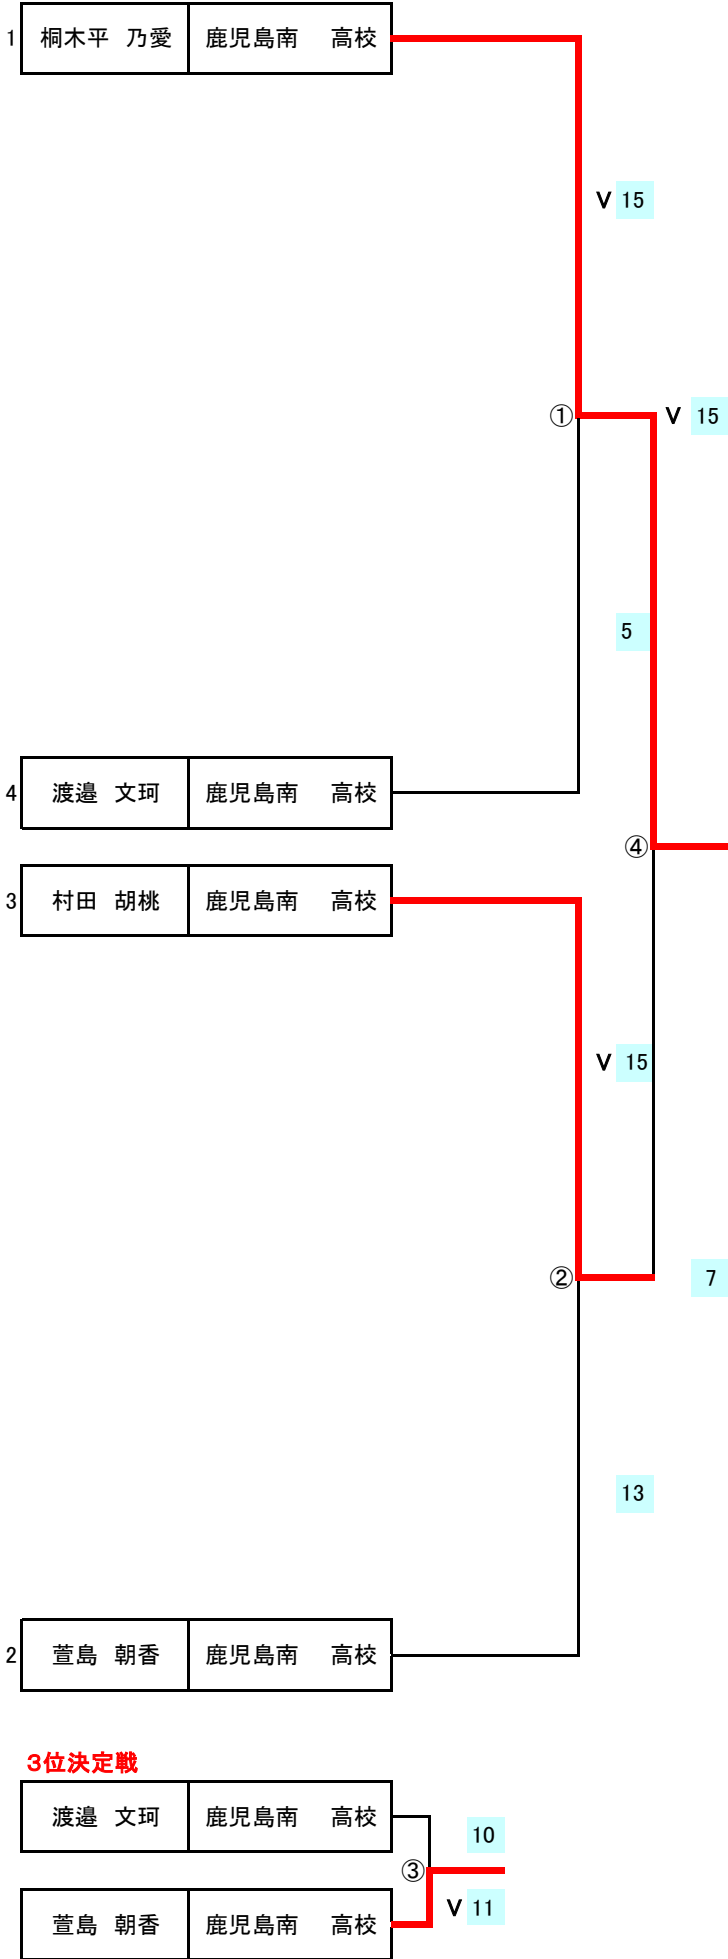 1 桐木平 乃愛 鹿児島南 高校
V 15
① V 15
5
4 渡邉 文珂 鹿児島南 高校
④
3 村田 胡桃 鹿児島南 高校
V 15
② 7
13
2 萱島 朝香 鹿児島南 高校
3位決定戦
渡邉 文珂 鹿児島南 高校
10
③
萱島 朝香 鹿児島南 高校 V 11